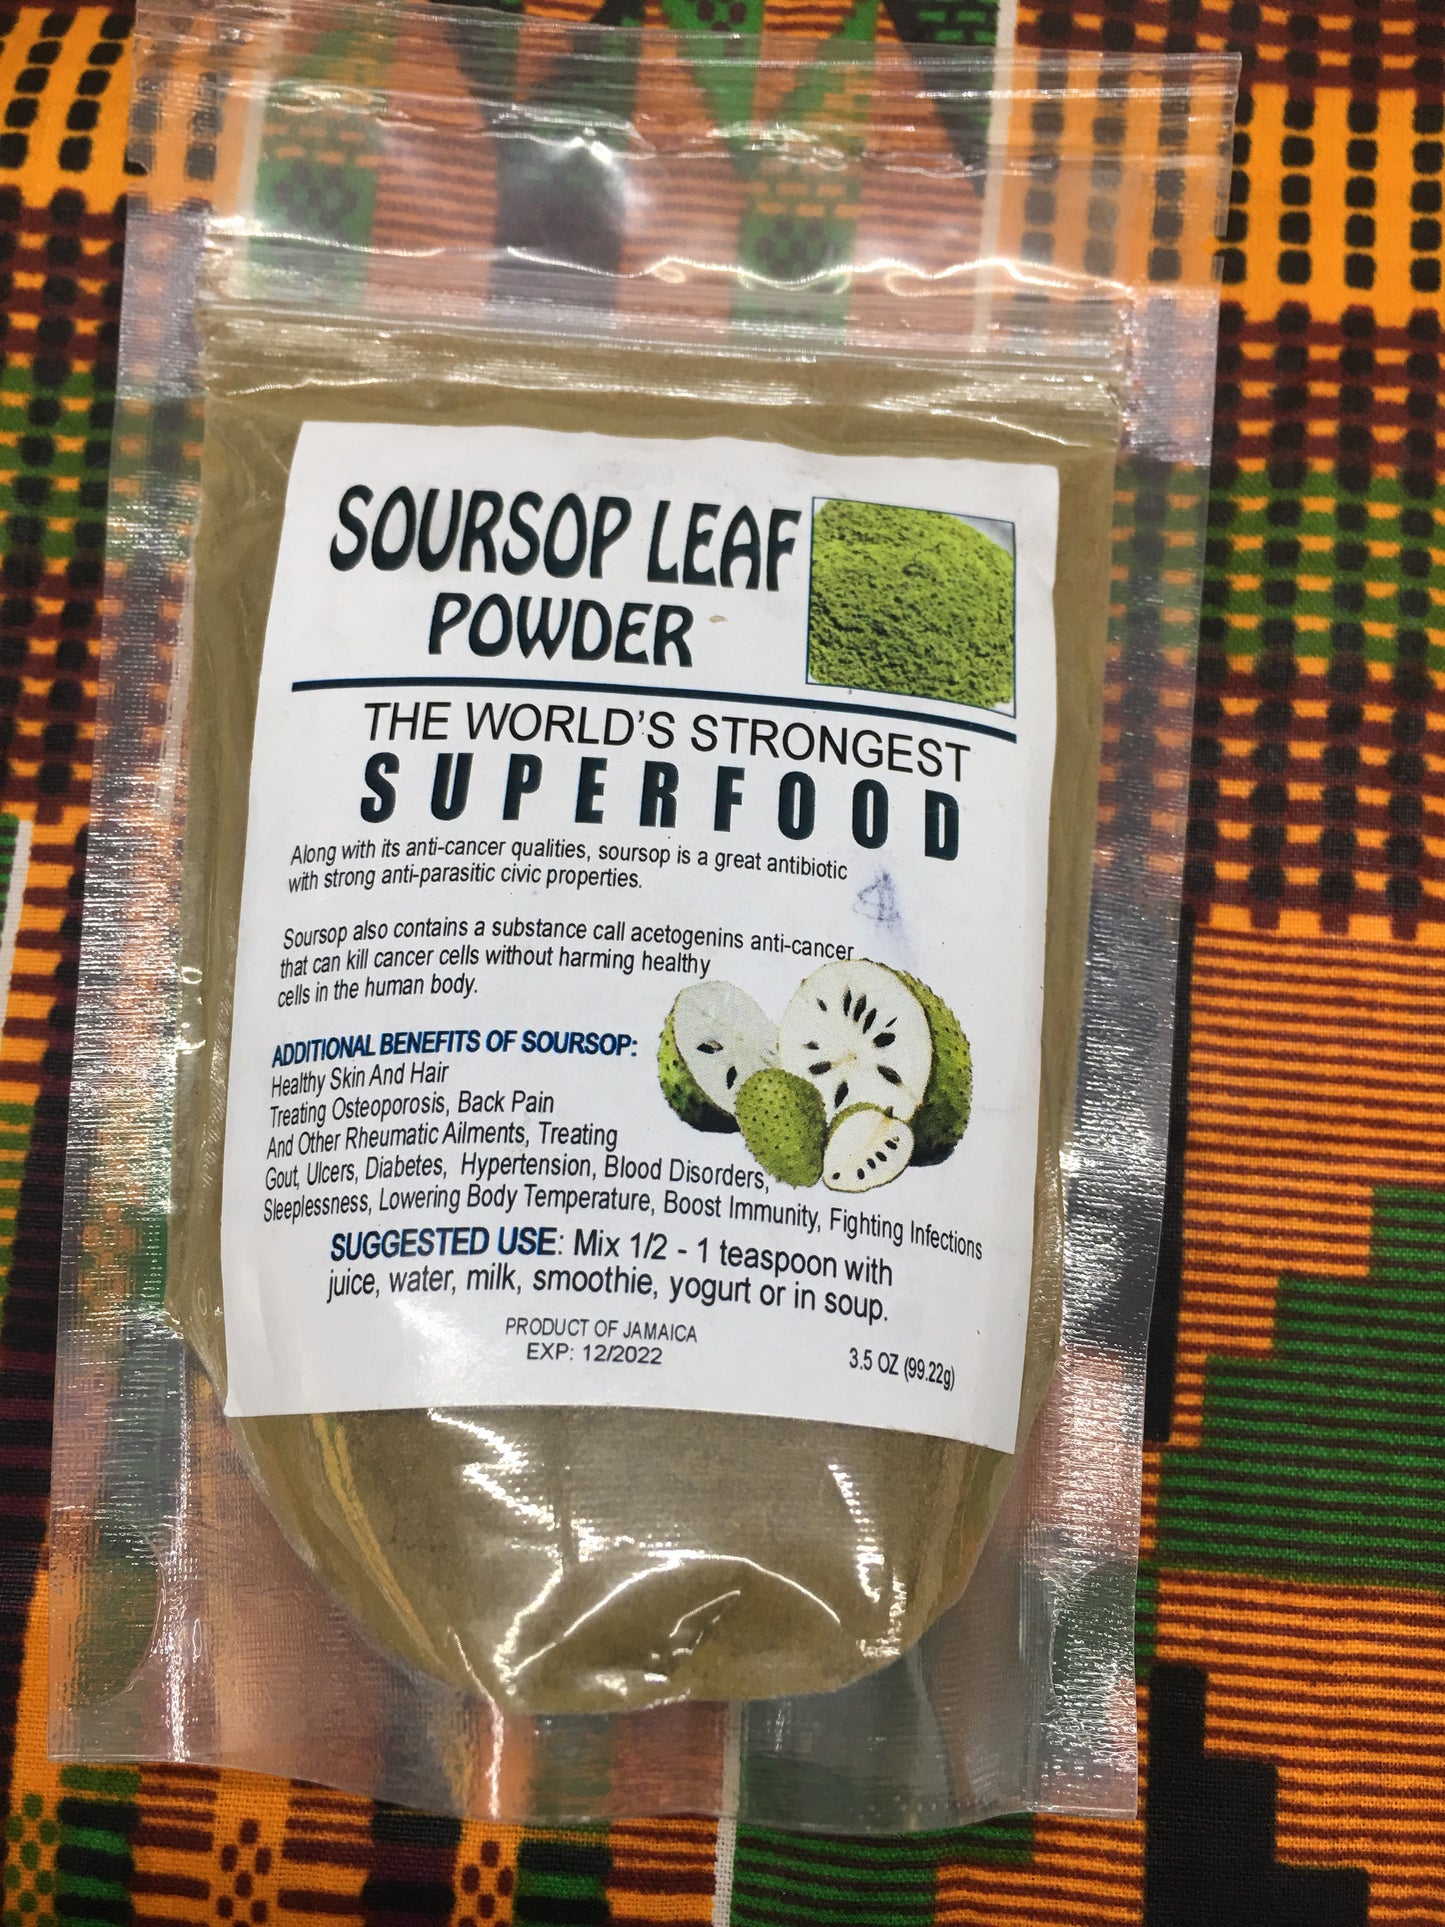 SOURSOP LEAF
POWDER
THE WORLD'S STRONGEST
SUPERFOOD
Along with its anti-cancer qualities, soursop is a great antibiotic
with strong anti-parasitic civic properties.
Soursop also contains a substance call acetogenins anti-cancer
that can kill cancer cells without harming healthy
cells in the human body.
ADDITIONAL BENEFITS OF SOURSOP:
Healthy Skin And Hair
Treating Osteoporosis, Back Pain
And Other Rheumatic Ailments, Treating
Gout, Ulcers, Diabetes, Hypertension, Blood Disorders,
Sleeplessness, Lowering Body Temperature, Boost Immunity, Fighting Infections
SUGGESTED USE: Mix 1/2 - 1 teaspoon with
juice, water, milk, smoothie, yogurt or in soup.
PRODUCT OF JAMAICA
EXP: 12/2022
3.5 OZ (99.22g)